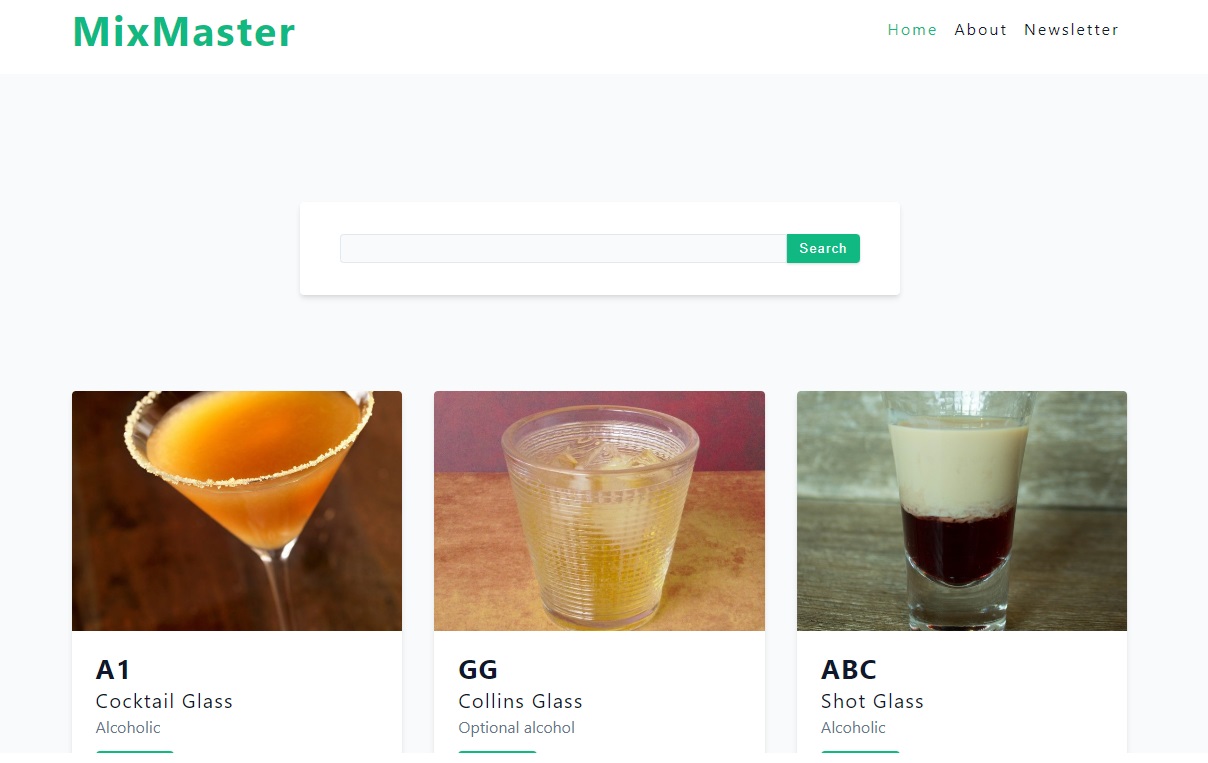 MixMaster
Home About Newsletter
Search
A1
Cocktail Glass
Alcoholic
GG
Collins Glass
Optional alcohol
ABC
Shot Glass
Alcoholic